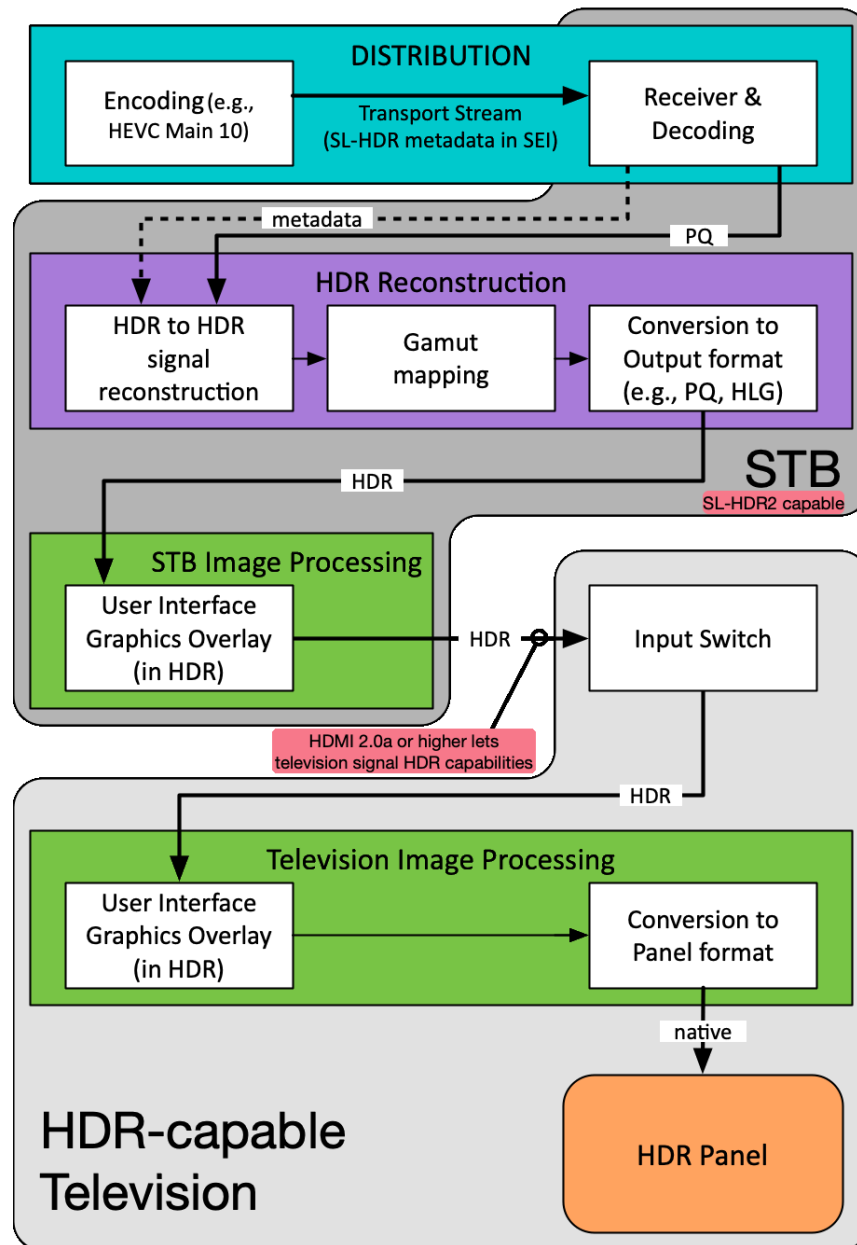 DISTRIBUTION
Encoding (e.g.,
HEVC Main 10)
Transport Stream
(SL-HDR metadata in SEI)
Receiver &
Decoding
metadata
PQ
HDR Reconstruction
HDR to HDR
signal
reconstruction
Gamut
mapping
Conversion to
Output format
(e.g., PQ, HLG)
HDR
STB
SL-HDR2 capable
STB Image Processing
User Interface
Graphics Overlay
(in HDR)
HDR
Input Switch
HDMI 2.0a or higher lets
television signal HDR capabilities
HDR
Television Image Processing
User Interface
Graphics Overlay
(in HDR)
Conversion to
Panel format
native
HDR-capable
Television
HDR Panel